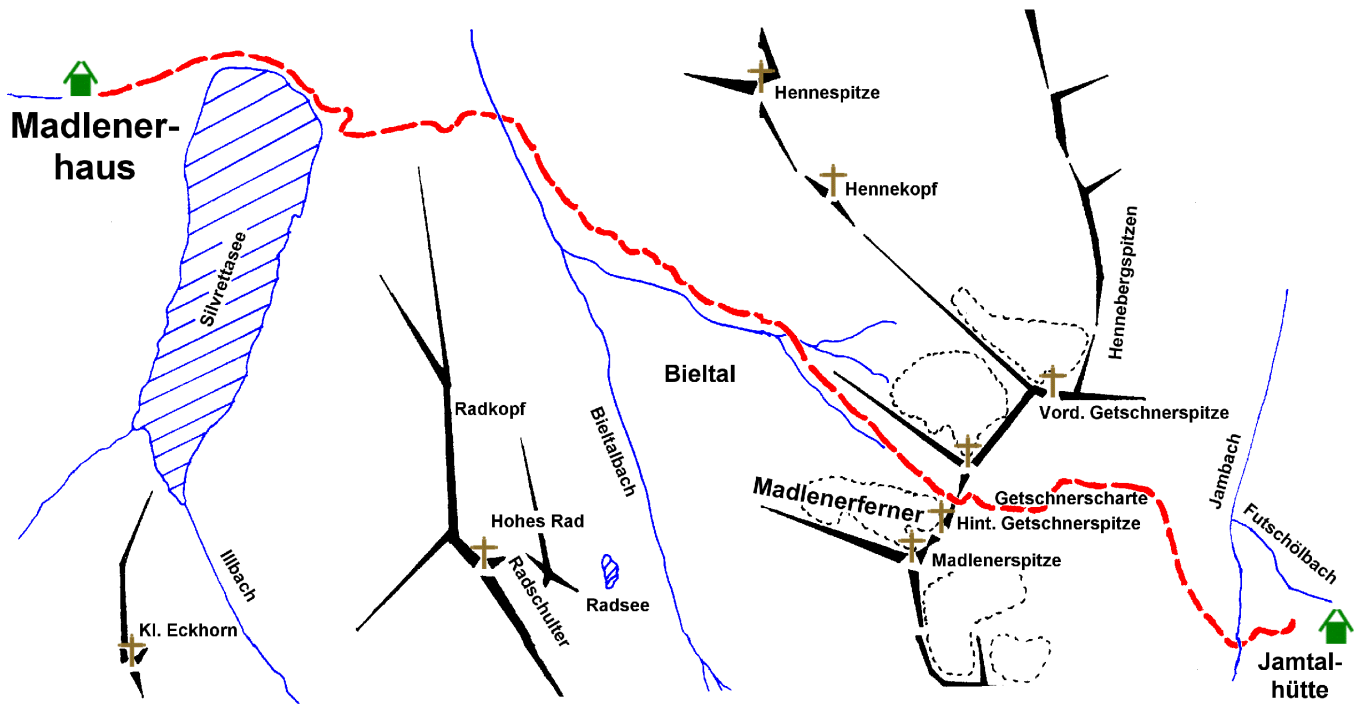 Madlener-
haus
Silvrettasee
Illbach
Kl. Eckhorn
Radkopf
Hohes Rad
Radschulter
Radsee
Bieltalbach
Bieltal
Hennespitze
Hennekopf
Hennebergspitzen
Vord. Getschnerspitze
Madlenerferner
Getschnerscharte
Hint. Getschnerspitze
Madlenerspitze
Jambach
Futschölbach
Jamtal-
hütte